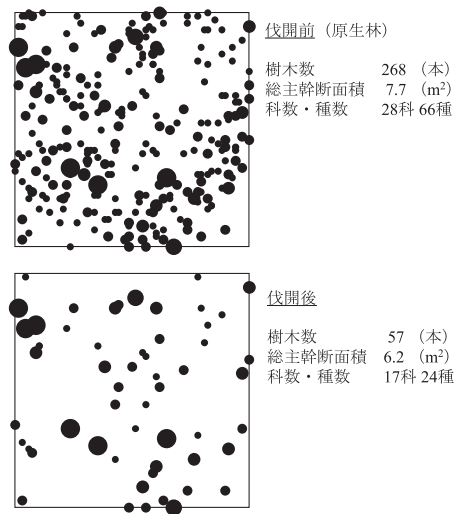 伐開前（原生林）
樹木数 268 （本）
総主幹断面積 7.7 （m²）
科数・種数 28科 66種
伐開後
樹木数 57 （本）
総主幹断面積 6.2 （m²）
科数・種数 17科 24種